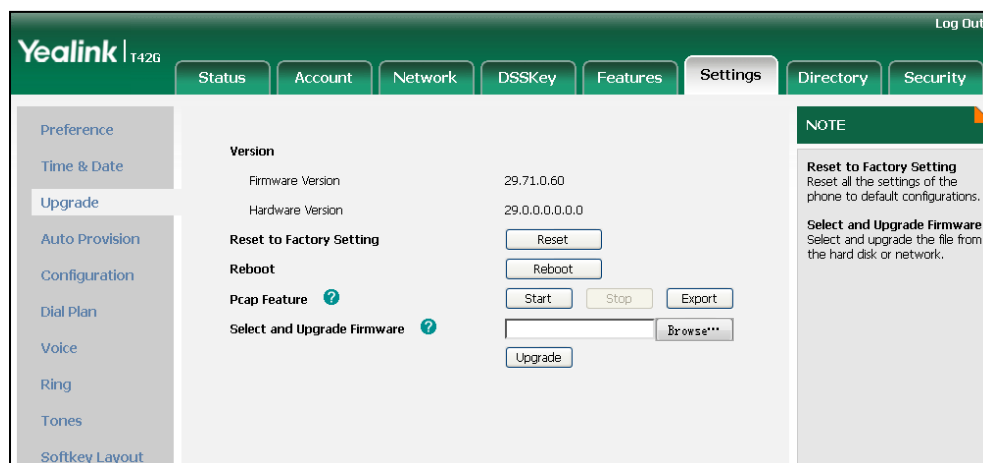 Log Out
Yealink | T42G
Status Account Network DSSKey Features Settings Directory Security
Preference
Time & Date
Upgrade
Auto Provision
Configuration
Dial Plan
Voice
Ring
Tones
Softkey Layout
Version
Firmware Version 29.71.0.60
Hardware Version 29.0.0.0.0.0.0
Reset to Factory Setting Reset
Reboot Reboot
Pcap Feature ? Start Stop Export
Select and Upgrade Firmware ? Browse...
Upgrade
NOTE
Reset to Factory Setting
Reset all the settings of the
phone to default configurations.
Select and Upgrade Firmware
Select and upgrade the file from
the hard disk or network.